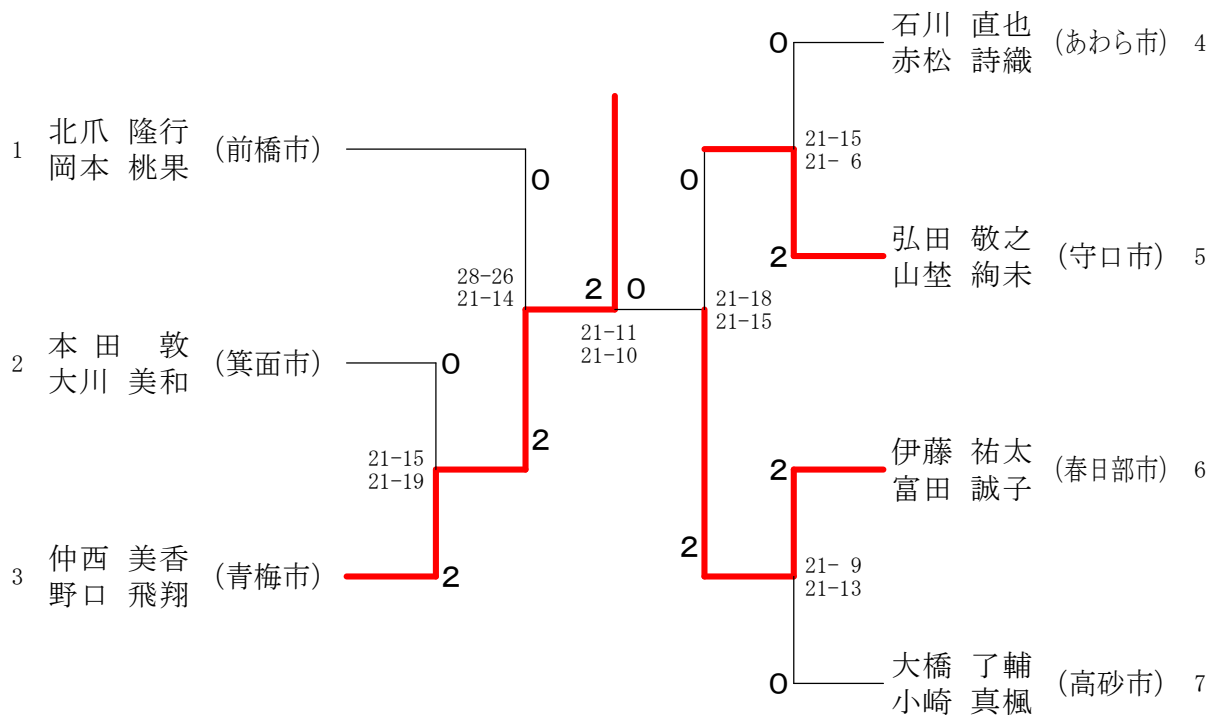 1 北爪 隆行 (前橋市)
岡本 桃果
0
28-26
21-14
2 本田 敦 (箕面市)
大川 美和
0
2
21-15
21-19
3 仲西 美香 (青梅市)
野口 飛翔
2
2 0
21-11
21-10
石川 直也 (あわら市) 4
赤松 詩織
0
21-15
21- 6
0
弘田 敬之 (守口市) 5
山埜 絢未
2
21-18
21-15
伊藤 祐太 (春日部市) 6
富田 誠子
2
2
21- 9
21-13
大橋 了輔 (高砂市) 7
小崎 真楓
0